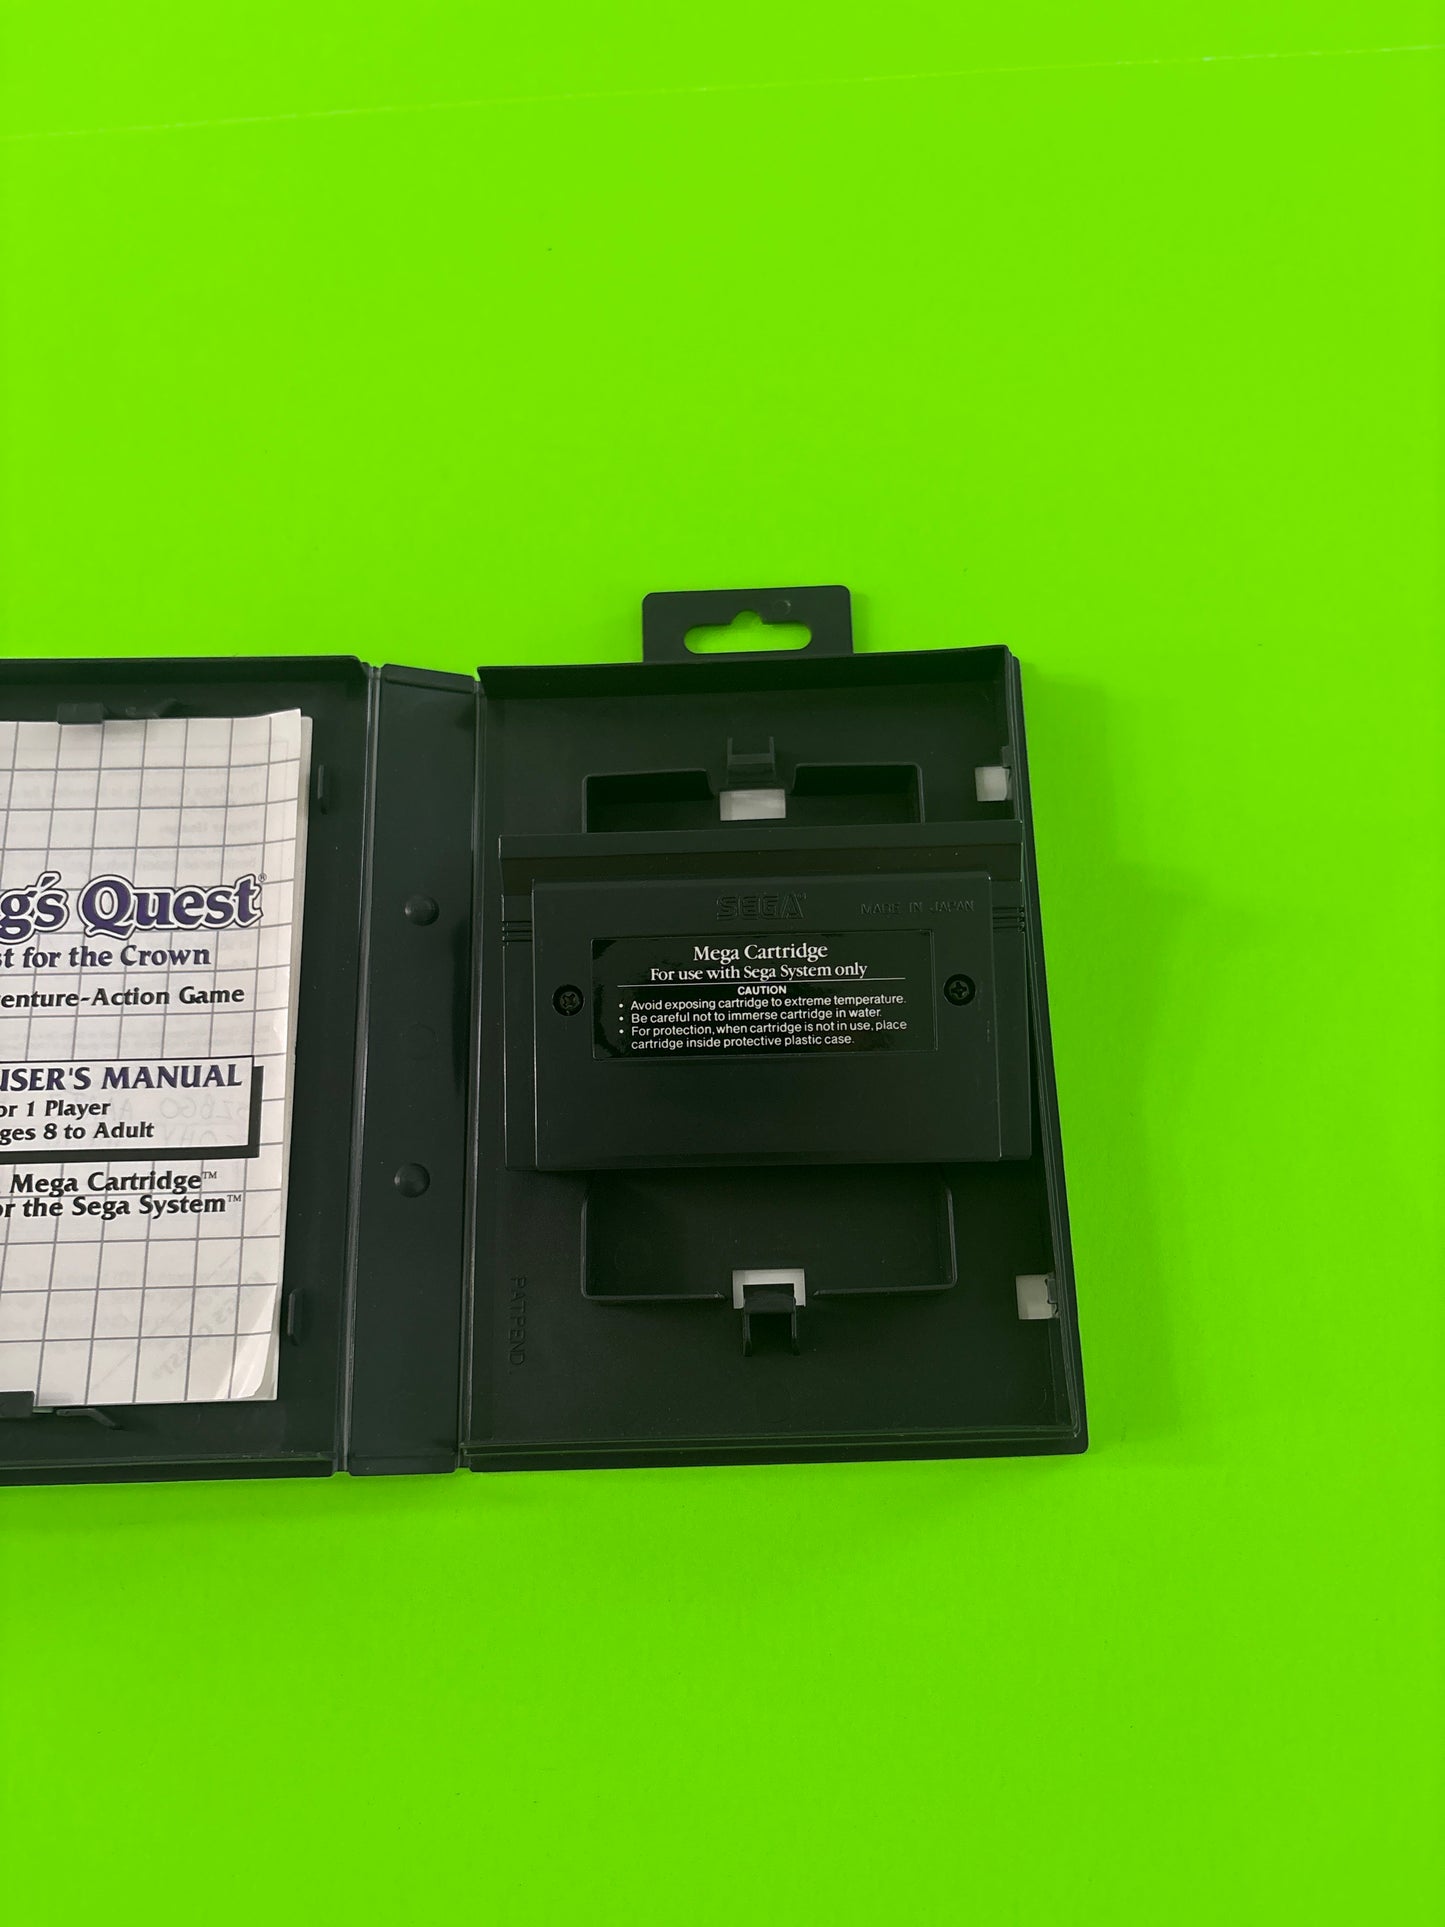 g's Quest®
st for the Crown
enture-Action Game
USER'S MANUAL
or 1 Player
ges 8 to Adult
Mega Cartridge™
or the Sega System™
SEGA
MADE IN JAPAN
Mega Cartridge
For use with Sega System only
CAUTION
• Avoid exposing cartridge to extreme temperature.
• Be careful not to immerse cartridge in water.
• For protection, when cartridge is not in use, place
cartridge inside protective plastic case.
PAT.PEND.